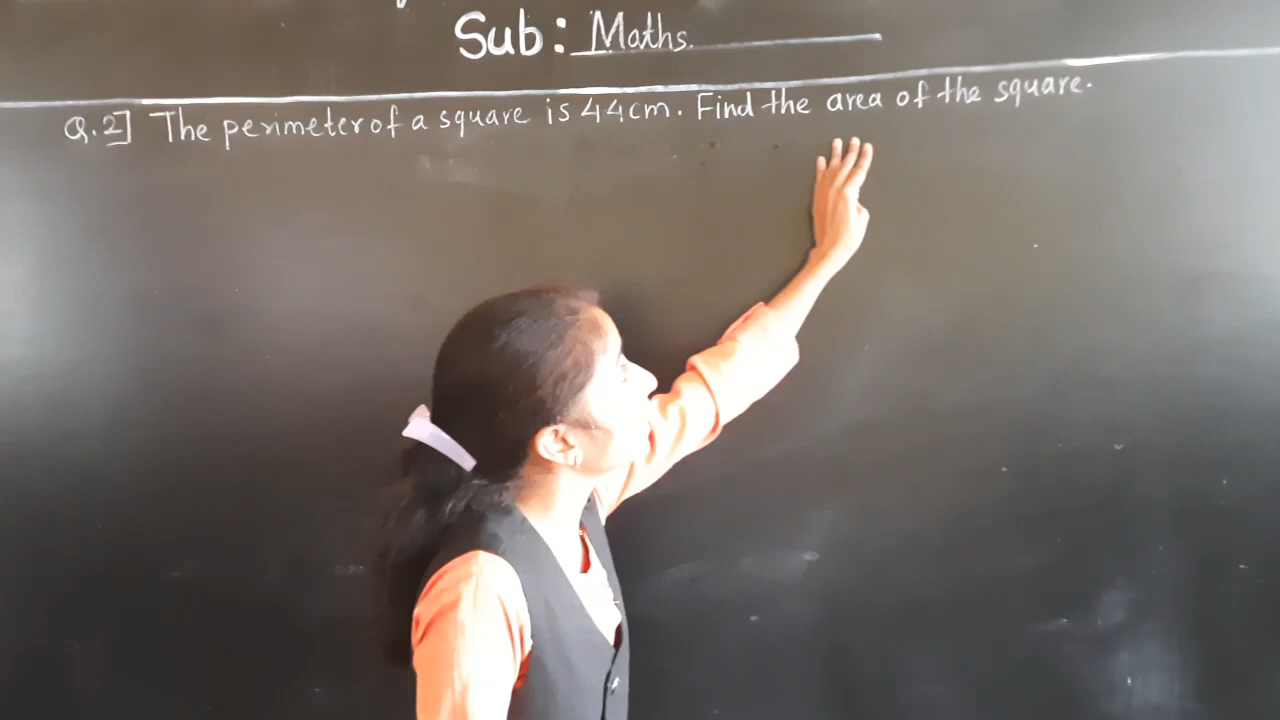 Sub: Maths.
Q.2] The perimeter of a square is 44cm. Find the area of the square.